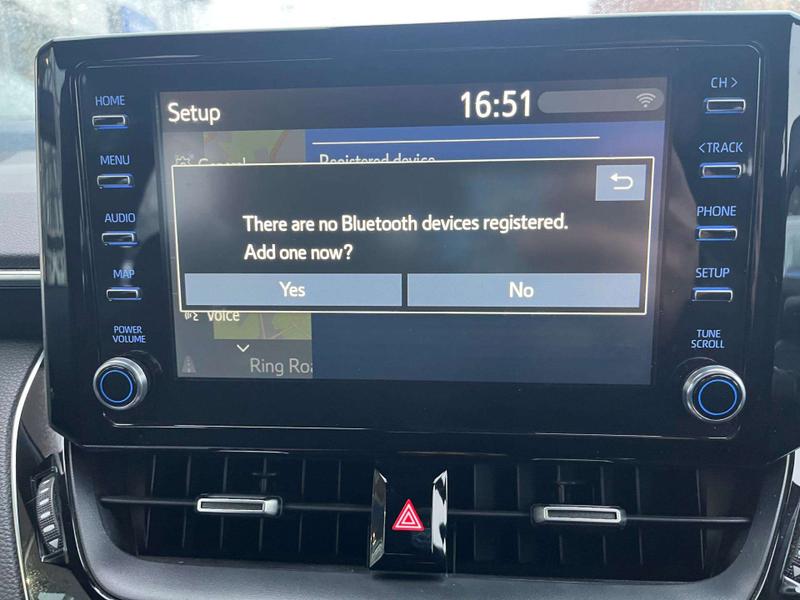 HOME
MENU
AUDIO
MAP
POWER
VOLUME
Setup
16:51
General
Registered device
There are no Bluetooth devices registered.
Add one now?
Yes
No
Voice
Ring Roa
CH >
<TRACK
PHONE
SETUP
TUNE
SCROLL